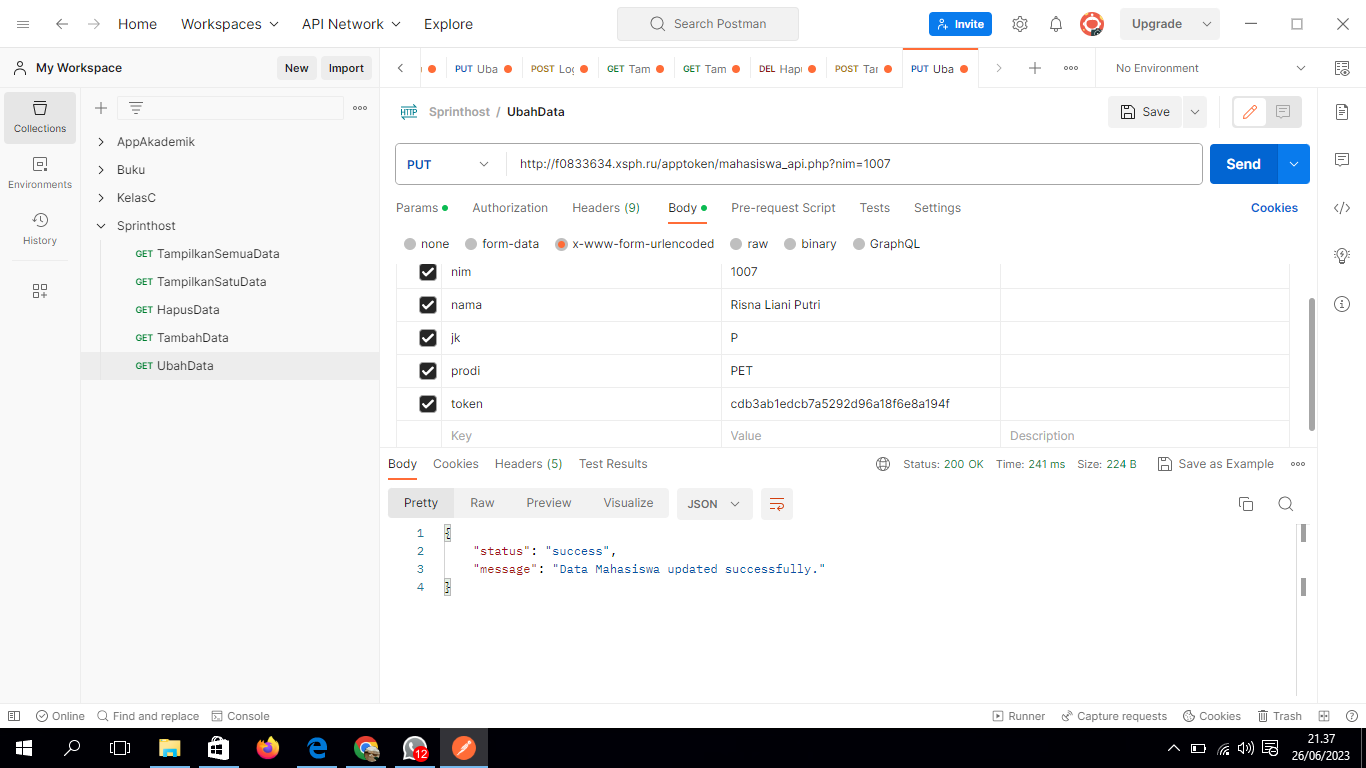 Home Workspaces API Network Explore Search Postman Invite Upgrade
My Workspace New Import PUT Uba POST Log GET Tam GET Tam DEL Hapu POST Tar PUT Uba No Environment
Collections
Environments
History
AppAkademik
Buku
KelasC
Sprinthost
GET TampilkanSemuaData
GET TampilkanSatuData
GET HapusData
GET TambahData
GET UbahData
HTTP Sprinthost / UbahData Save
PUT http://f0833634.xsph.ru/apptoken/mahasiswa_api.php?nim=1007 Send
Params Authorization Headers (9) Body Pre-request Script Tests Settings Cookies
none form-data x-www-form-urlencoded raw binary GraphQL
nim 1007
nama Risna Liani Putri
jk P
prodi PET
token cdb3ab1edcb7a5292d96a18f6e8a194f
Key Value Description
Body Cookies Headers (5) Test Results Status: 200 OK Time: 241 ms Size: 224 B Save as Example
Pretty Raw Preview Visualize JSON
1 {
2 "status": "success",
3 "message": "Data Mahasiswa updated successfully."
4 }
Online Find and replace Console Runner Capture requests Cookies Trash
12
21.37
26/06/2023